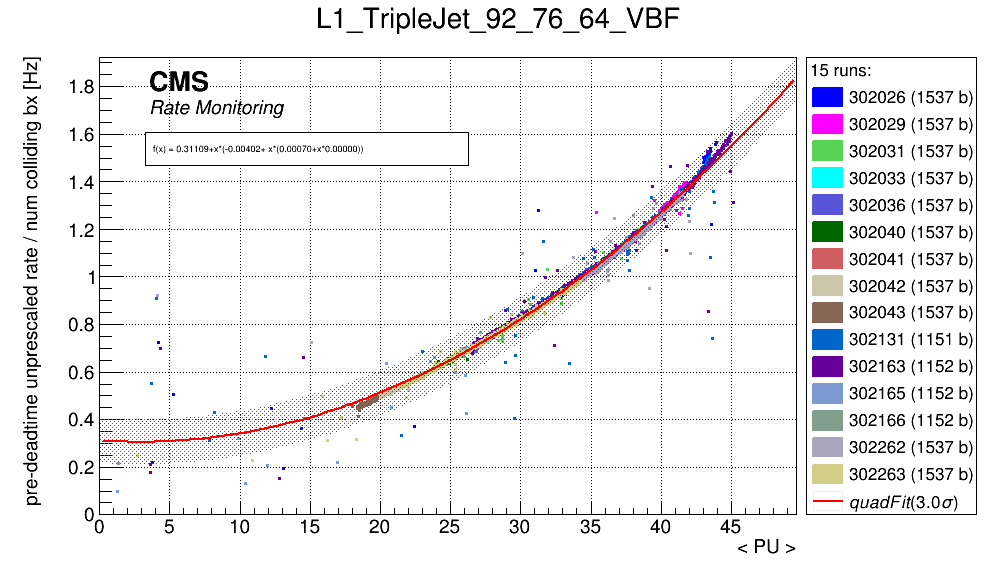 L1_TripleJet_92_76_64_VBF
pre-deadtime unprescaled rate / num colliding bx [Hz]
CMS
Rate Monitoring
f(x) = 0.31109+x*(-0.00402+ x*(0.00070+x*0.00000))
1.8
1.6
1.4
1.2
1
0.8
0.6
0.4
0.2
0
0 5 10 15 20 25 30 35 40 45
< PU >
15 runs:
302026 (1537 b)
302029 (1537 b)
302031 (1537 b)
302033 (1537 b)
302036 (1537 b)
302040 (1537 b)
302041 (1537 b)
302042 (1537 b)
302043 (1537 b)
302131 (1151 b)
302163 (1152 b)
302165 (1152 b)
302166 (1152 b)
302262 (1537 b)
302263 (1537 b)
quadFit(3.0σ)